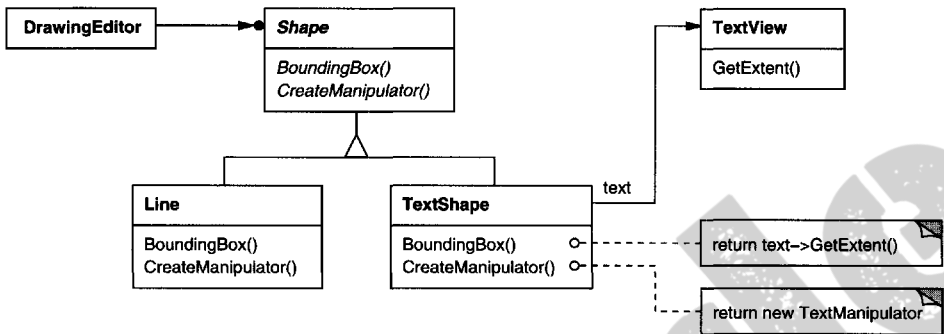 DrawingEditor
Shape
BoundingBox()
CreateManipulator()
TextView
GetExtent()
Line
BoundingBox()
CreateManipulator()
TextShape
BoundingBox()
CreateManipulator()
text
return text->GetExtent()
return new TextManipulator